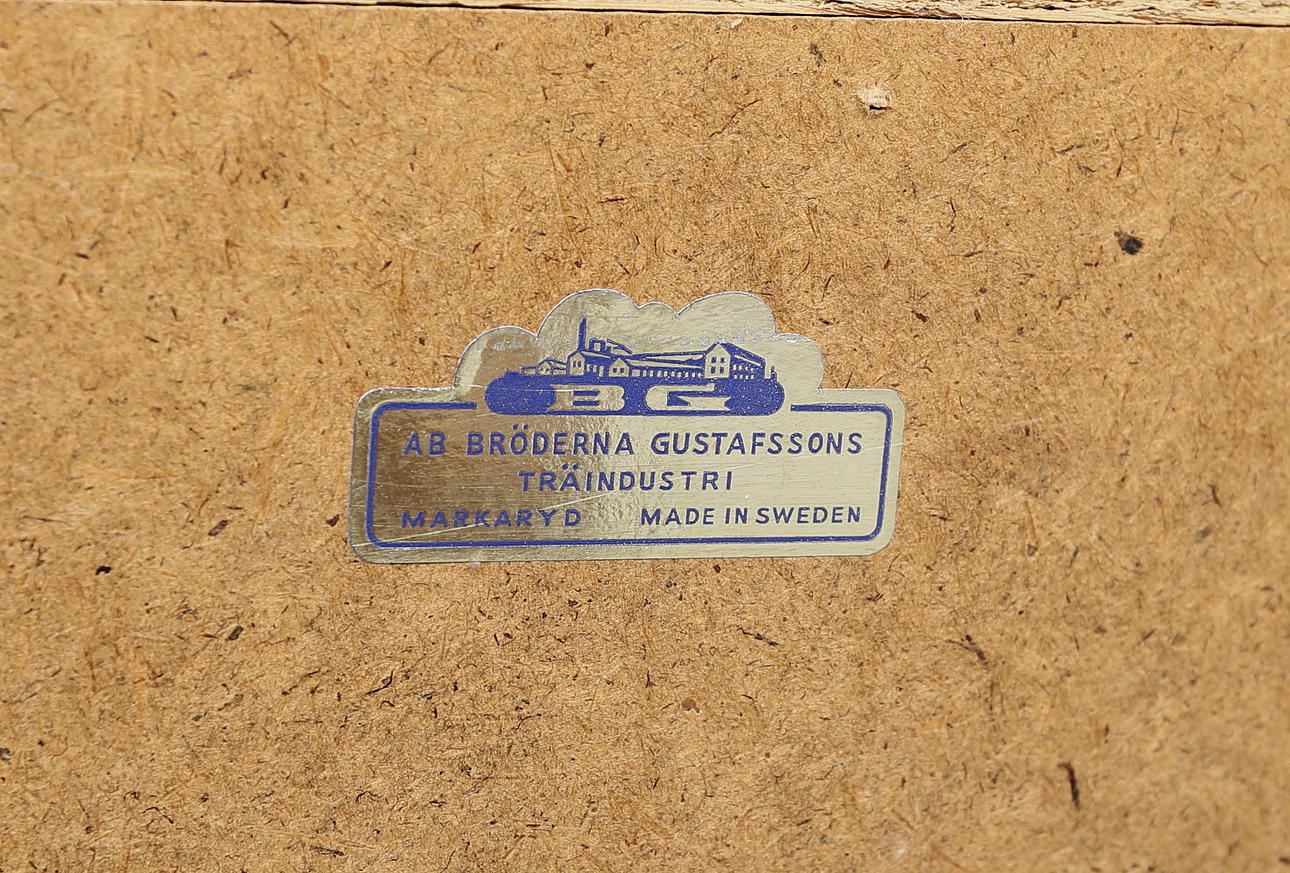 BG
AB BRÖDERNA GUSTAFSSONS
TRÄINDUSTRI
MARKARYD MADE IN SWEDEN